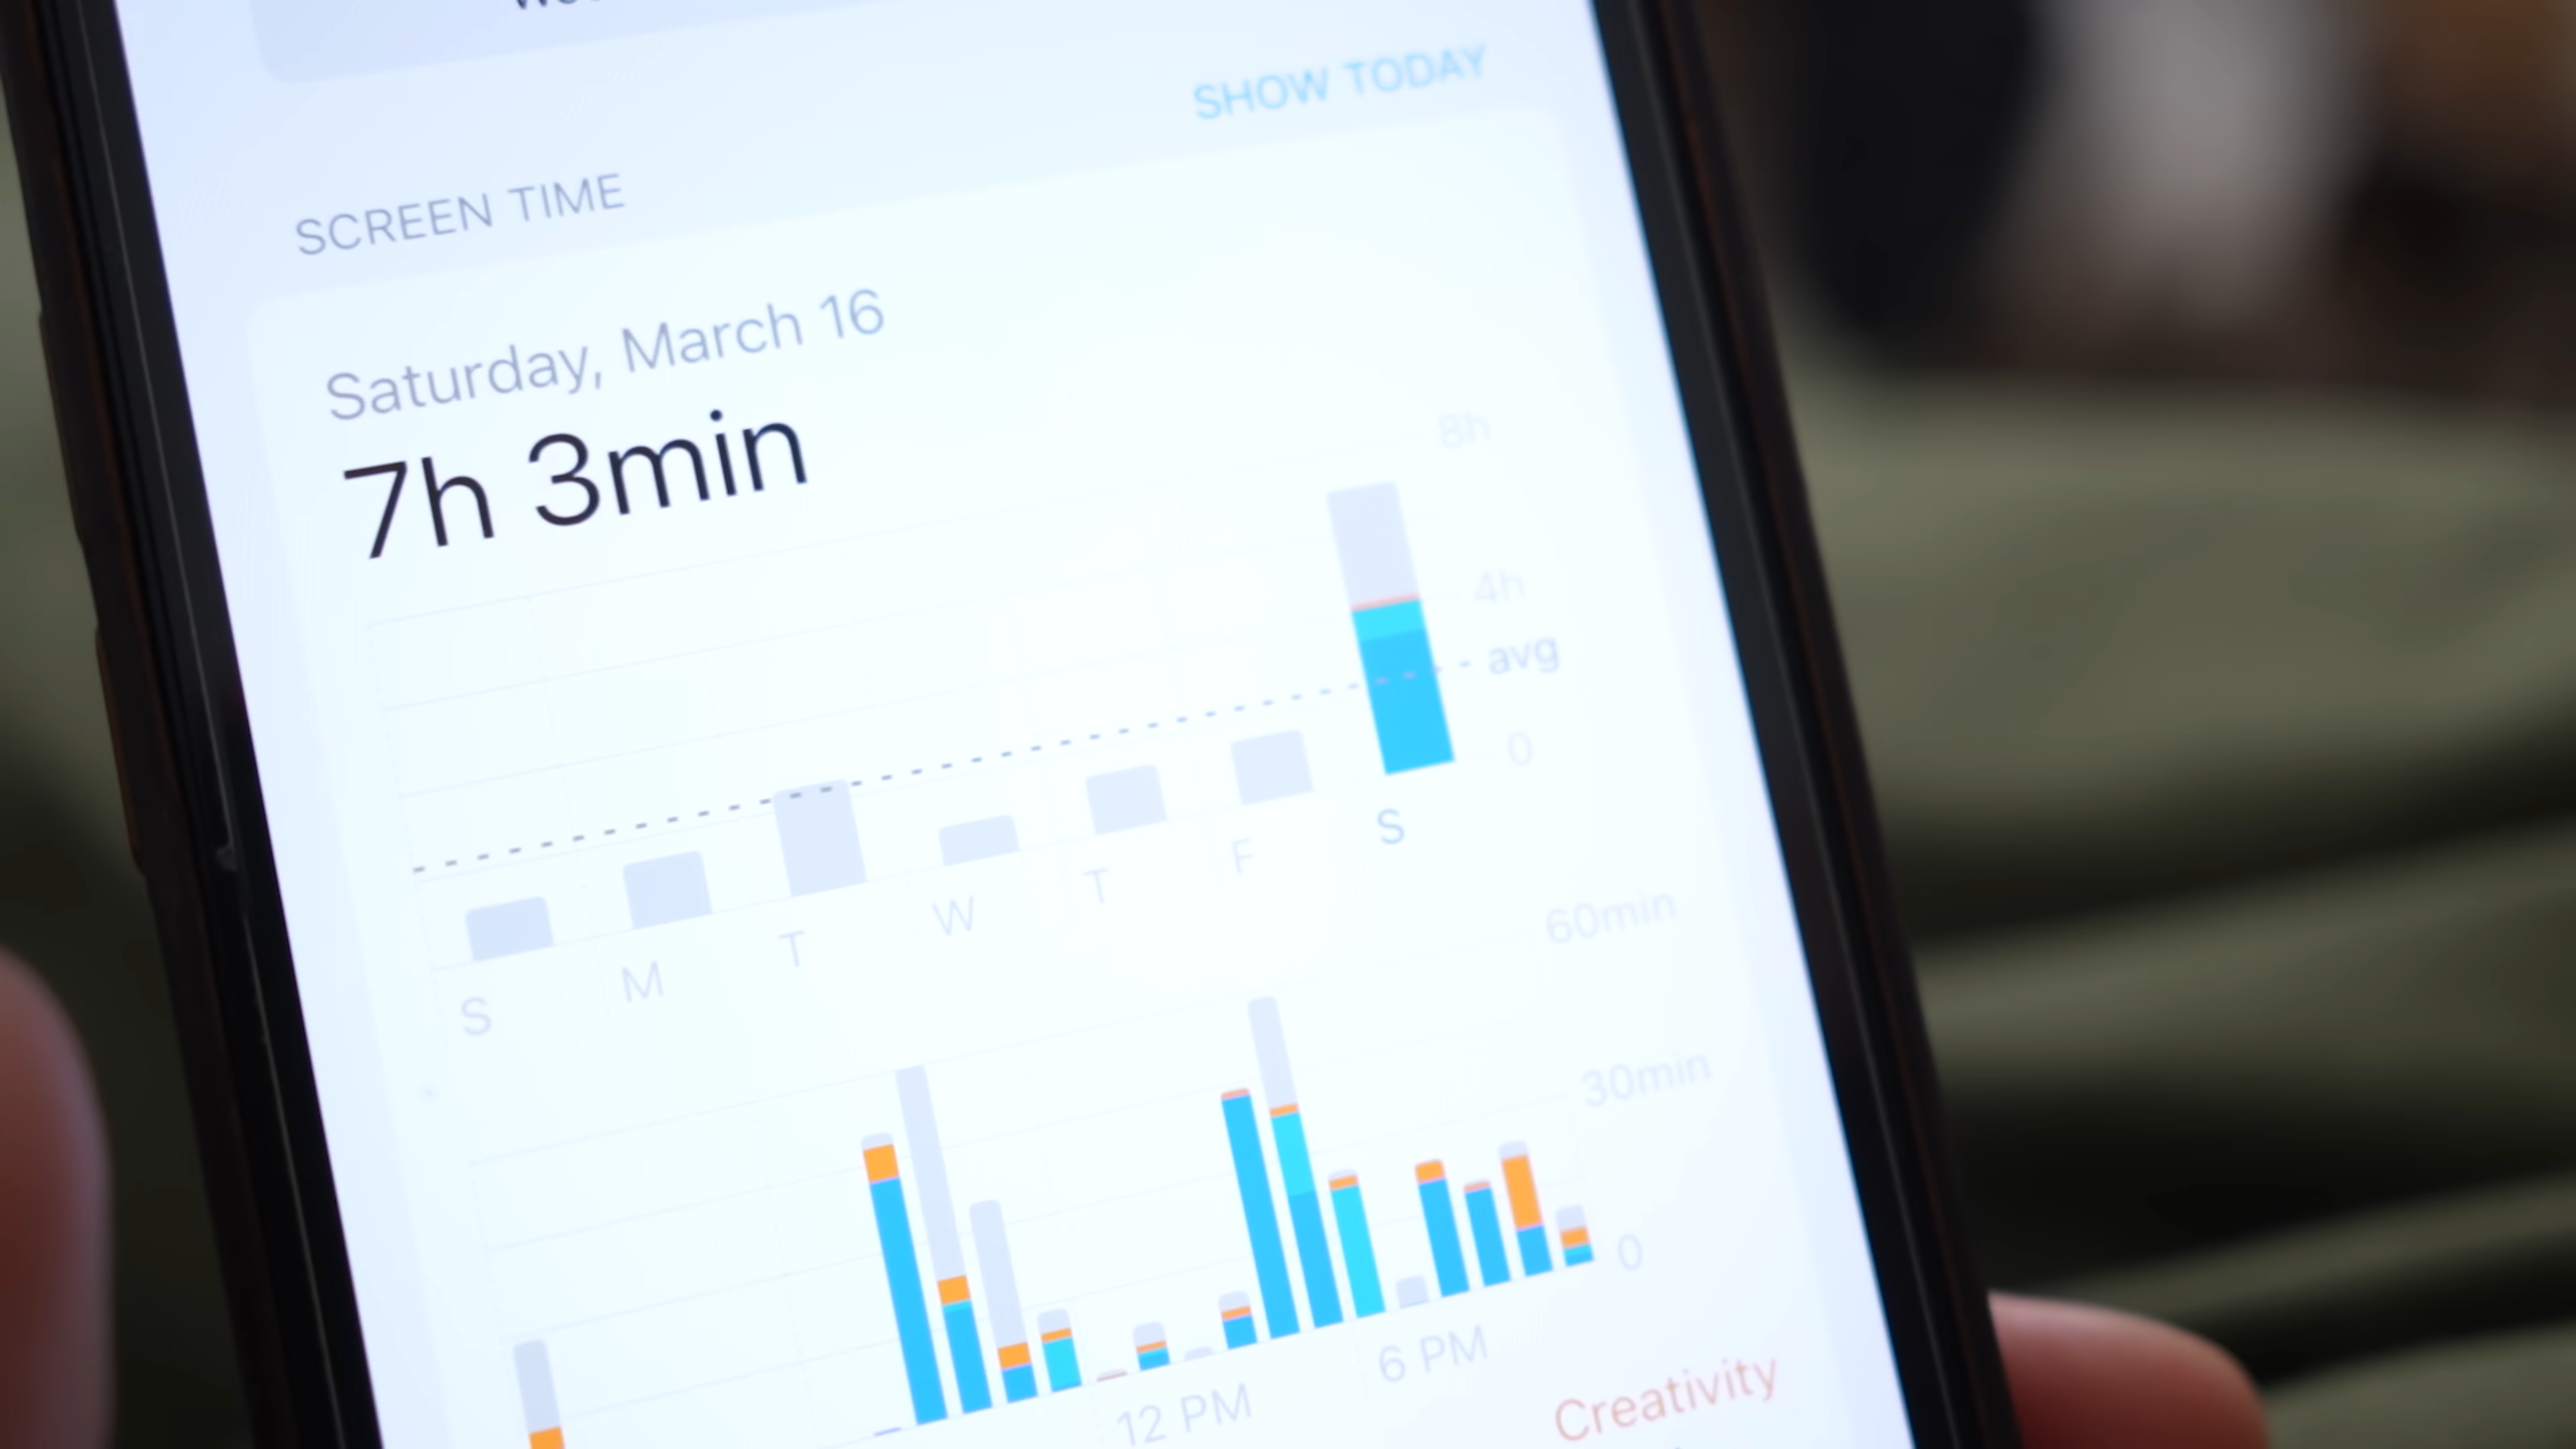 SHOW TODAY
SCREEN TIME
Saturday, March 16
7h 3min
8h
4h
avg
0
S M T W T F S
60min
30min
0
12 PM 6 PM
Creativity